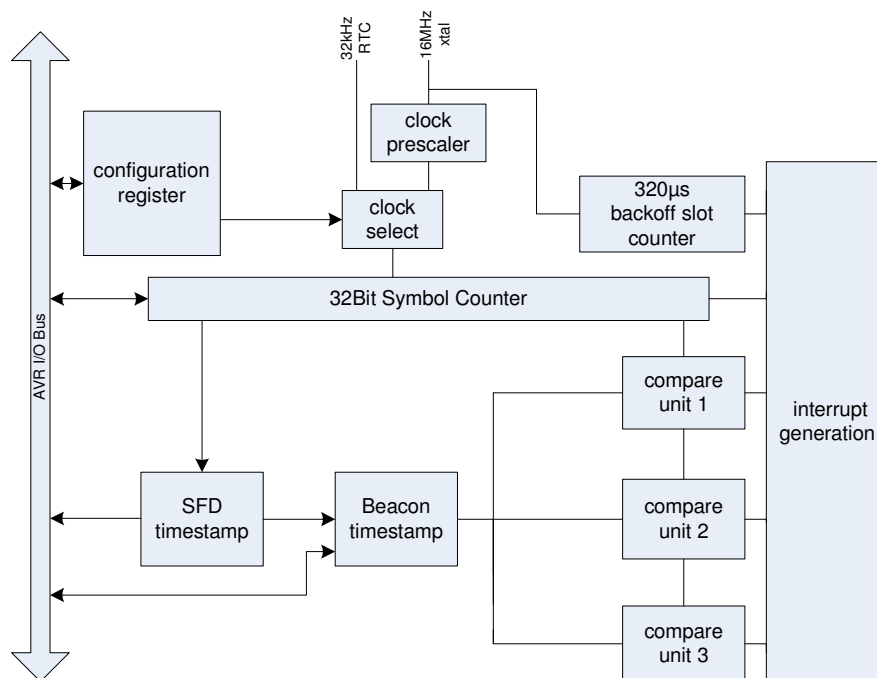 32kHz
RTC
16MHz
xtal
clock
prescaler
configuration
register
320µs
backoff slot
counter
clock
select
32Bit Symbol Counter
AVR I/O Bus
compare
unit 1
interrupt
generation
SFD
timestamp
Beacon
timestamp
compare
unit 2
compare
unit 3